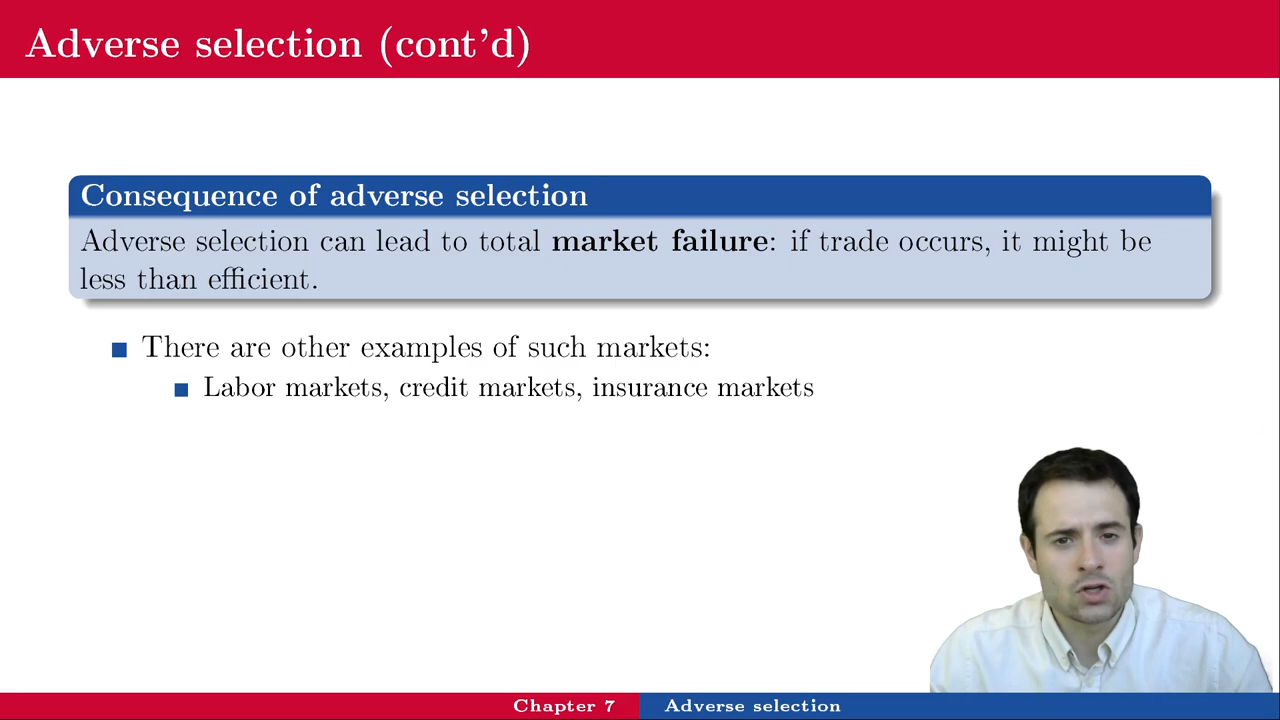 Adverse selection (cont'd)
Consequence of adverse selection
Adverse selection can lead to total market failure: if trade occurs, it might be
less than efficient.
There are other examples of such markets:
Labor markets, credit markets, insurance markets
Chapter 7 Adverse selection